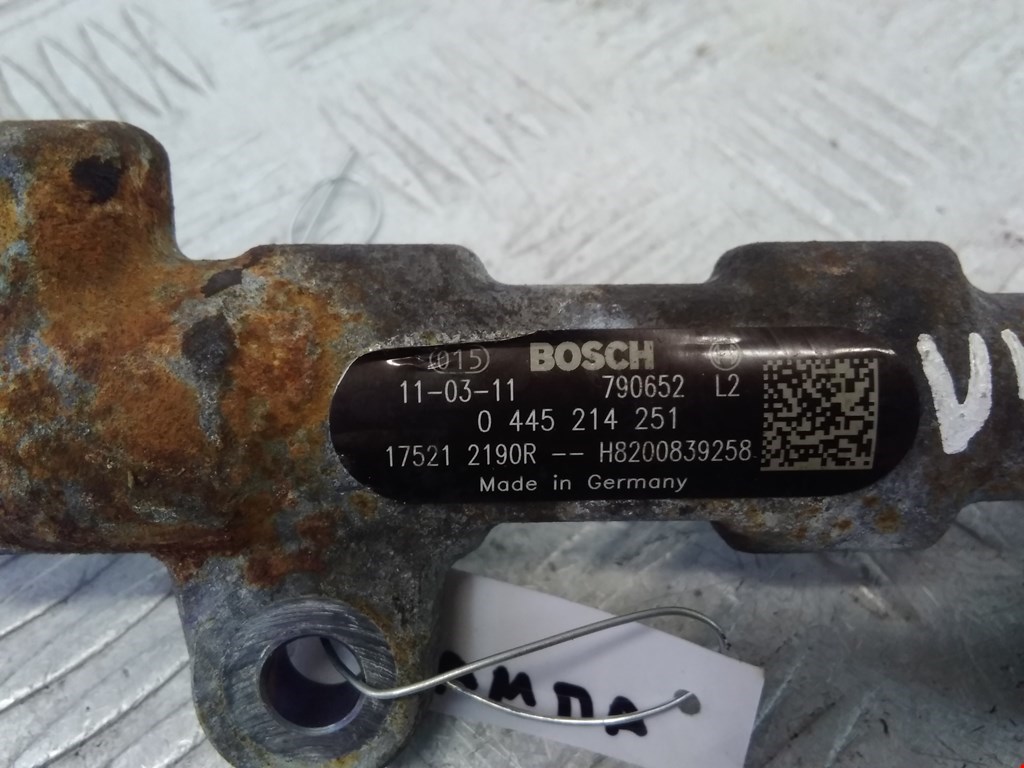 (015) BOSCH
11-03-11 790652 L2
0 445 214 251
17521 2190R -- H8200839258
Made in Germany